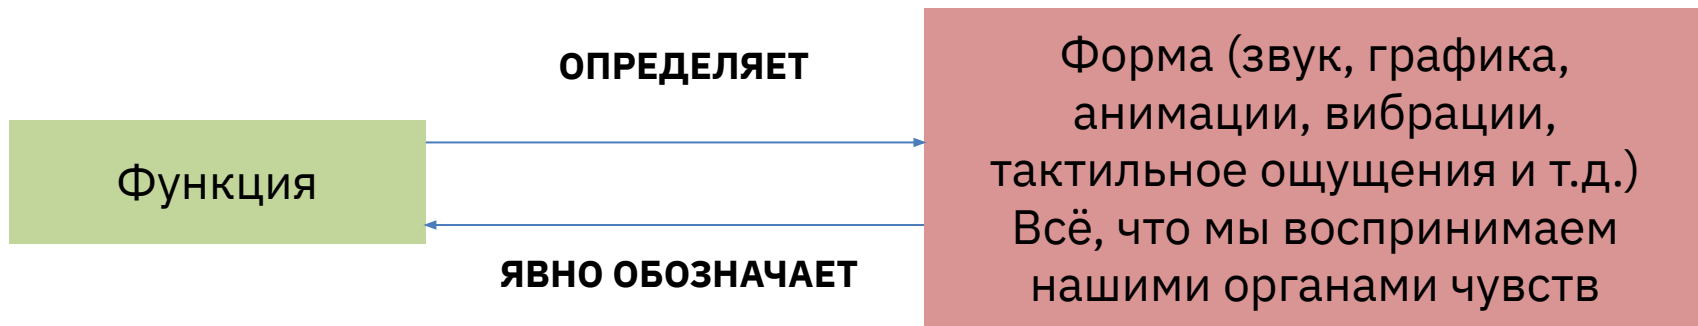 ОПРЕДЕЛЯЕТ
Функция
ЯВНО ОБОЗНАЧАЕТ
Форма (звук, графика,
анимации, вибрации,
тактильное ощущения и т.д.)
Всё, что мы воспринимаем
нашими органами чувств